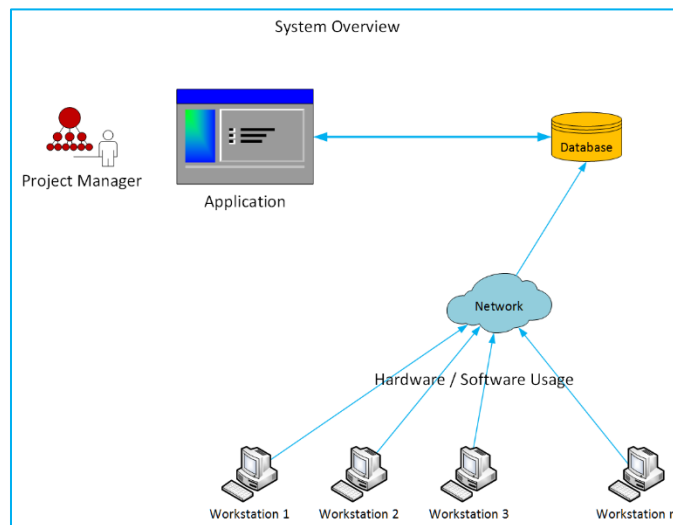 System Overview
Database
Project Manager
Application
Network
Hardware / Software Usage
Workstation 1
Workstation 2
Workstation 3
Workstation n